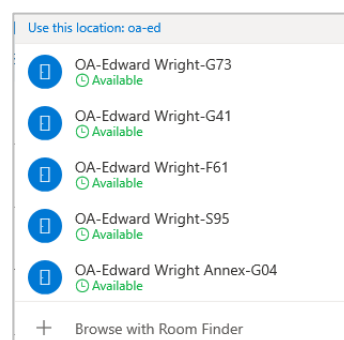 Use this location: oa-ed
OA-Edward Wright-G73
Available
OA-Edward Wright-G41
Available
OA-Edward Wright-F61
Available
OA-Edward Wright-S95
Available
OA-Edward Wright Annex-G04
Available
Browse with Room Finder